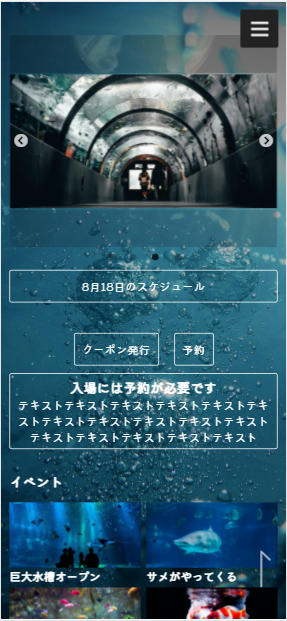 8月18日のスケジュール
クーポン発行
予約
入場には予約が必要です
テキストテキストテキストテキストテキストテキ
ストテキストテキストテキストテキストテキスト
テキストテキストテキストテキストテキスト
イベント
巨大水槽オープン
サメがやってくる